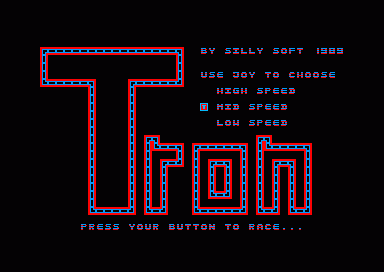 Tron
BY SILLY SOFT 1989
USE JOY TO CHOOSE
HIGH SPEED
MID SPEED
LOW SPEED
PRESS YOUR BUTTON TO RACE...